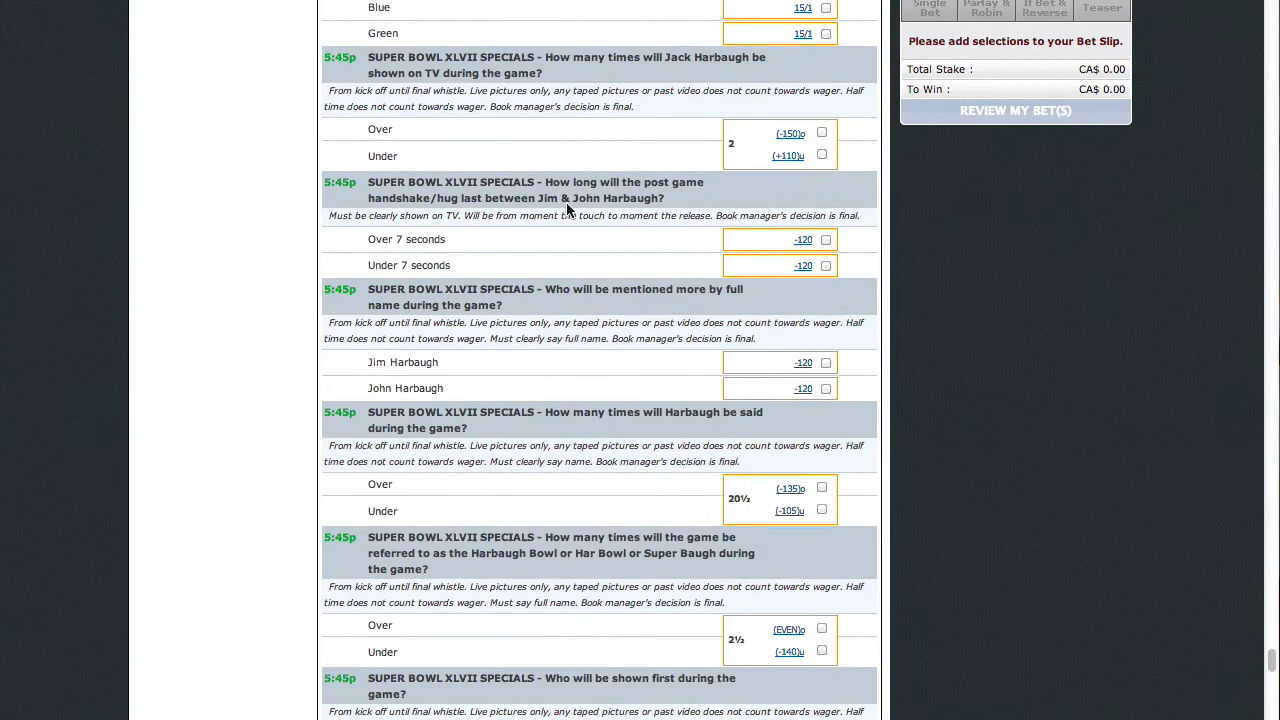 Blue 15/1
Green 15/1
5:45p SUPER BOWL XLVII SPECIALS - How many times will Jack Harbaugh be
shown on TV during the game?
From kick off until final whistle. Live pictures only, any taped pictures or past video does not count towards wager. Half
time does not count towards wager. Book manager's decision is final.
Over (-150)o
2
Under (+110)u
5:45p SUPER BOWL XLVII SPECIALS - How long will the post game
handshake/hug last between Jim & John Harbaugh?
Must be clearly shown on TV. Will be from moment the touch to moment the release. Book manager's decision is final.
Over 7 seconds -120
Under 7 seconds -120
5:45p SUPER BOWL XLVII SPECIALS - Who will be mentioned more by full
name during the game?
From kick off until final whistle. Live pictures only, any taped pictures or past video does not count towards wager. Half
time does not count towards wager. Must clearly say full name. Book manager's decision is final.
Jim Harbaugh -120
John Harbaugh -120
5:45p SUPER BOWL XLVII SPECIALS - How many times will Harbaugh be said
during the game?
From kick off until final whistle. Live pictures only, any taped pictures or past video does not count towards wager. Half
time does not count towards wager. Must clearly say name. Book manager's decision is final.
Over (-135)o
20½
Under (-105)u
5:45p SUPER BOWL XLVII SPECIALS - How many times will the game be
referred to as the Harbaugh Bowl or Har Bowl or Super Baugh during
the game?
From kick off until final whistle. Live pictures only, any taped pictures or past video does not count towards wager. Half
time does not count towards wager. Must say full name. Book manager's decision is final.
Over (EVEN)o
2½
Under (-140)u
5:45p SUPER BOWL XLVII SPECIALS - Who will be shown first during the
game?
From kick off until final whistle. Live pictures only, any taped pictures or past video does not count towards wager. Half
Single Bet
Parlay & Robin
If Bet & Reverse
Teaser
Please add selections to your Bet Slip.
Total Stake : CA$ 0.00
To Win : CA$ 0.00
REVIEW MY BET(S)